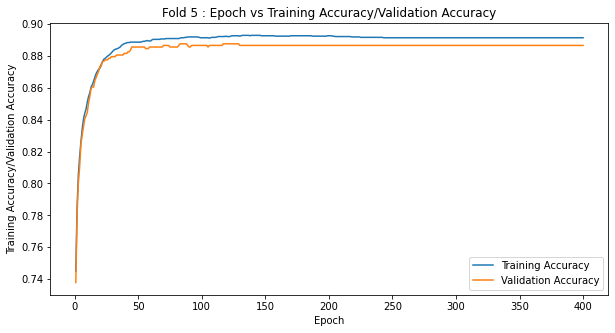 Fold 5 : Epoch vs Training Accuracy/Validation Accuracy
Training Accuracy/Validation Accuracy
0.90
0.88
0.86
0.84
0.82
0.80
0.78
0.76
0.74
Training Accuracy
Validation Accuracy
0 50 100 150 200 250 300 350 400
Epoch